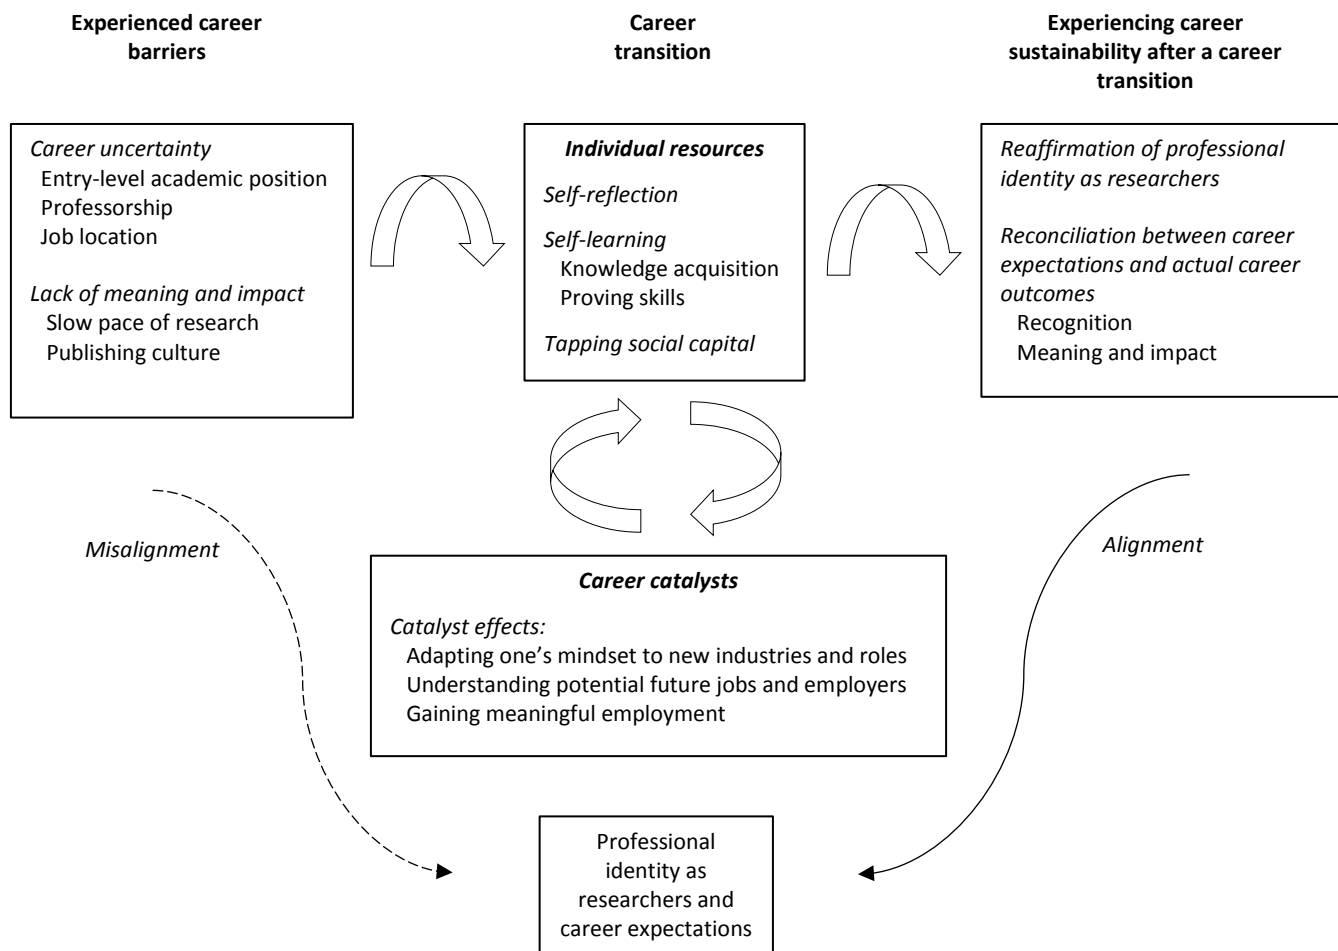 Experienced career
barriers
Career
transition
Experiencing career
sustainability after a career
transition
Career uncertainty
Entry-level academic position
Professorship
Job location
Lack of meaning and impact
Slow pace of research
Publishing culture
Individual resources
Self-reflection
Self-learning
Knowledge acquisition
Proving skills
Tapping social capital
Reaffirmation of professional
identity as researchers
Reconciliation between career
expectations and actual career
outcomes
Recognition
Meaning and impact
Misalignment
Alignment
Career catalysts
Catalyst effects:
Adapting one’s mindset to new industries and roles
Understanding potential future jobs and employers
Gaining meaningful employment
Professional
identity as
researchers and
career expectations